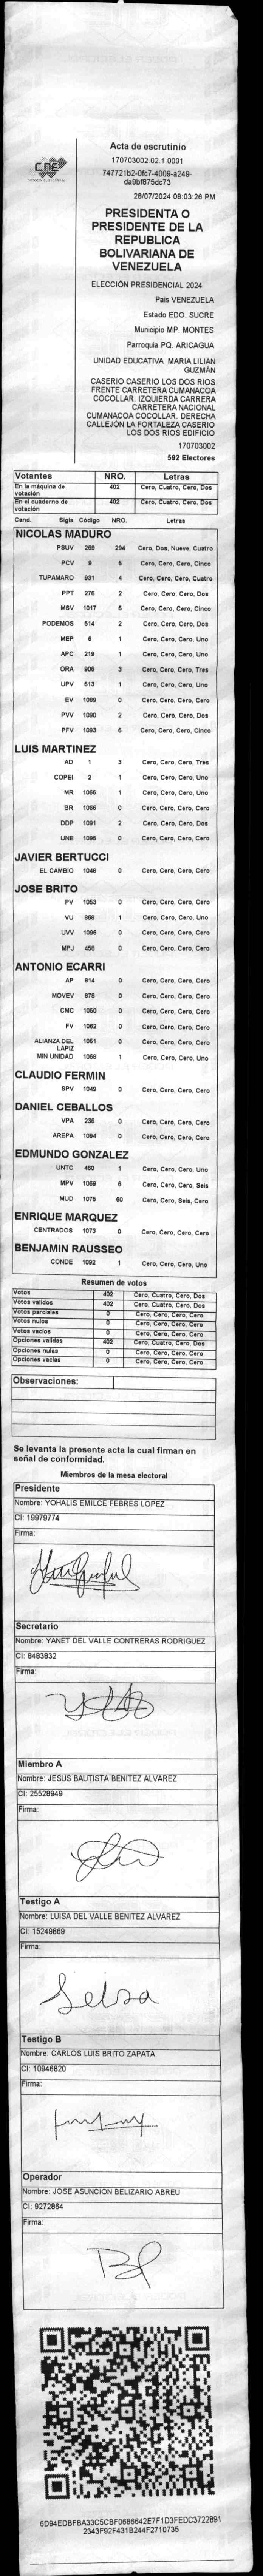 CNE
Acta de escrutinio
170703002.02.1.0001
28/07/2024 08:03:26 PM
PRESIDENTA O
PRESIDENTE DE LA
REPUBLICA
BOLIVARIANA DE
VENEZUELA
ELECCIÓN PRESIDENCIAL 2024
Pais VENEZUELA
Estado EDO. SUCRE
Municipio MP. MONTES
Parroquia PQ. ARICAGUA
UNIDAD EDUCATIVA MARIA LILIAN
GUZMÁN
CASERIO CASERIO LOS DOS RIOS
FRENTE CARRETERA CUMANACOA
COCOLLAR. IZQUIERDA CARRERA
CARRETERA NACIONAL
CUMANACOA COCOLLAR. DERECHA
CALLEJÓN LA FORTALEZA CASERIO
LOS DOS RIOS EDIFICIO
170703002
592 Electores
Votantes NRO. Letras
En la máquina de votación 402 Cero, Cuatro, Cero, Dos
En el cuaderno de votación 402 Cero, Cuatro, Cero, Dos
Cand. Sigla Código NRO. Letras
NICOLAS MADURO
PSUV 268 294 Cero, Dos, Nueve, Cuatro
PCV 9 5 Cero, Cero, Cero, Cinco
TUPAMARO 931 4 Cero, Cero, Cero, Cuatro
PPT 276 2 Cero, Cero, Cero, Dos
MSV 1017 5 Cero, Cero, Cero, Cinco
PODEMOS 514 2 Cero, Cero, Cero, Dos
MEP 6 1 Cero, Cero, Cero, Uno
APC 219 1 Cero, Cero, Cero, Uno
ORA 906 3 Cero, Cero, Cero, Tres
UPV 513 1 Cero, Cero, Cero, Uno
EV 1089 0 Cero, Cero, Cero, Cero
PVV 1090 2 Cero, Cero, Cero, Dos
PFV 1093 5 Cero, Cero, Cero, Cinco
LUIS MARTINEZ
AD 1 3 Cero, Cero, Cero, Tres
COPEI 2 1 Cero, Cero, Cero, Uno
MR 1065 1 Cero, Cero, Cero, Uno
BR 1066 0 Cero, Cero, Cero, Cero
DDP 1091 2 Cero, Cero, Cero, Dos
UNE 1095 0 Cero, Cero, Cero, Cero
JAVIER BERTUCCI
EL CAMBIO 1048 0 Cero, Cero, Cero, Cero
JOSE BRITO
PV 1053 0 Cero, Cero, Cero, Cero
VU 968 1 Cero, Cero, Cero, Uno
UVV 1096 0 Cero, Cero, Cero, Cero
MPJ 458 0 Cero, Cero, Cero, Cero
ANTONIO ECARRI
AP 814 0 Cero, Cero, Cero, Cero
MOVEV 878 0 Cero, Cero, Cero, Cero
CMC 1050 0 Cero, Cero, Cero, Cero
FV 1062 0 Cero, Cero, Cero, Cero
ALIANZA DEL LÁPIZ 1051 0 Cero, Cero, Cero, Cero
MIN UNIDAD 1058 1 Cero, Cero, Cero, Uno
CLAUDIO FERMIN
SPV 1049 0 Cero, Cero, Cero, Cero
DANIEL CEBALLOS
VPA 236 0 Cero, Cero, Cero, Cero
AREPA 1094 0 Cero, Cero, Cero, Cero
EDMUNDO GONZALEZ
UNTC 460 1 Cero, Cero, Cero, Uno
MPV 1069 6 Cero, Cero, Cero, Seis
MUD 1075 60 Cero, Cero, Seis, Cero
ENRIQUE MARQUEZ
CENTRADOS 1073 0 Cero, Cero, Cero, Cero
BENJAMIN RAUSSEO
CONDE 1092 1 Cero, Cero, Cero, Uno
Resumen de votos
Votos 402 Cero, Cuatro, Cero, Dos
Votos validos 402 Cero, Cuatro, Cero, Dos
Votos parciales 0 Cero, Cero, Cero, Cero
Votos nulos 0 Cero, Cero, Cero, Cero
Votos vacios 0 Cero, Cero, Cero, Cero
Opciones validas 402 Cero, Cuatro, Cero, Dos
Opciones nulas 0 Cero, Cero, Cero, Cero
Opciones vacias 0 Cero, Cero, Cero, Cero
Observaciones:
Se levanta la presente acta la cual firman en
señal de conformidad.
Miembros de la mesa electoral
Presidente
Nombre: YOHALIS EMILCE FEBRES LOPEZ
CI: 19979774
Firma:
Secretario
Nombre: YANET DEL VALLE CONTRERAS RODRIGUEZ
CI: 8483832
Firma:
Miembro A
Nombre: JESUS BAUTISTA BENITEZ ALVAREZ
CI: 25528949
Firma:
Testigo A
Nombre: LUISA DEL VALLE BENITEZ ALVAREZ
CI: 15249869
Firma:
Testigo B
Nombre: CARLOS LUIS BRITO ZAPATA
CI: 10946820
Firma:
Operador
Nombre: JOSE ASUNCION BELIZARIO ABREU
CI: 9272864
Firma:
6D94EDBFBA33C5CBF0686642E7F1D3FEDC3722891
2343F92F431B244F2710735